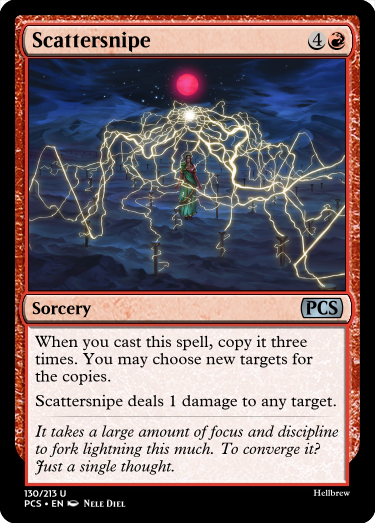 Scattersnipe 4
Sorcery PCS
When you cast this spell, copy it three
times. You may choose new targets for
the copies.
Scattersnipe deals 1 damage to any target.
It takes a large amount of focus and discipline
to fork lightning this much. To converge it?
Just a single thought.
130/213 U Hellbrew
PCS • EN Nele Diel